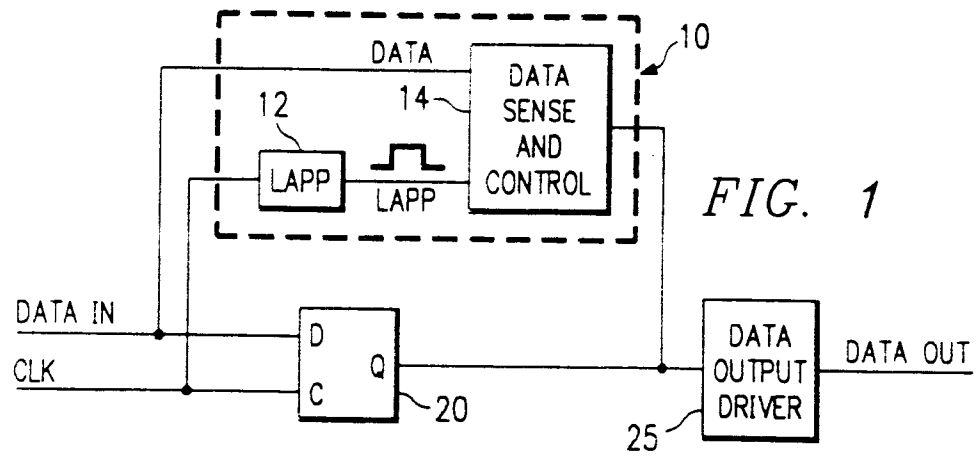 10
DATA
DATA
SENSE
AND
CONTROL
14
12
LAPP
LAPP
FIG. 1
DATA IN
CLK
D
C
Q
20
DATA
OUTPUT
DRIVER
25
DATA OUT